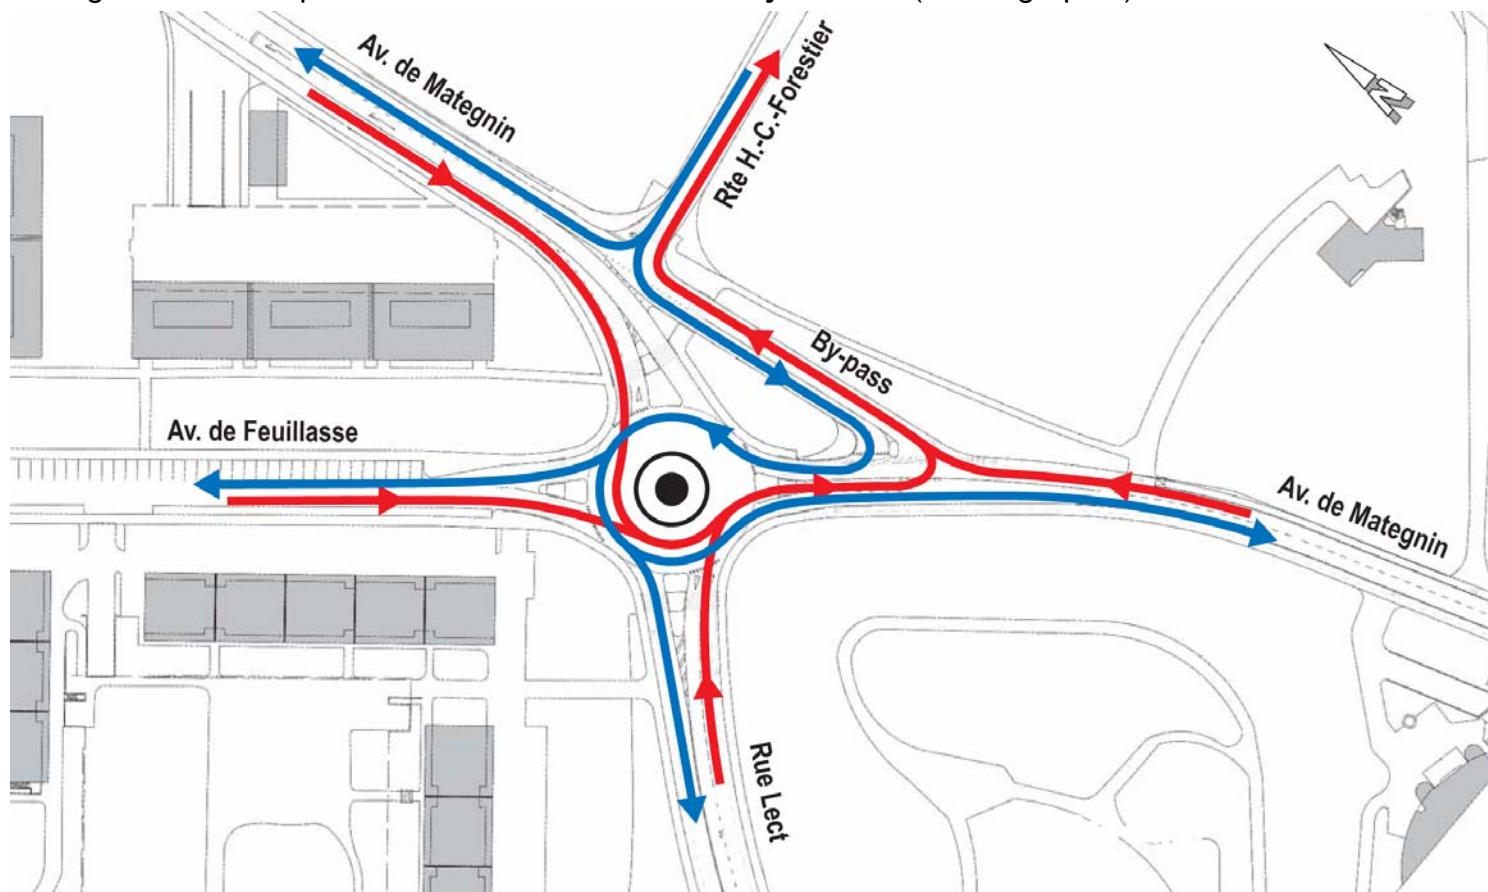 Av. de Mategnin
Rte H.-C.-Forestier
N
By-pass
Av. de Feuillasse
Av. de Mategnin
Rue Lect